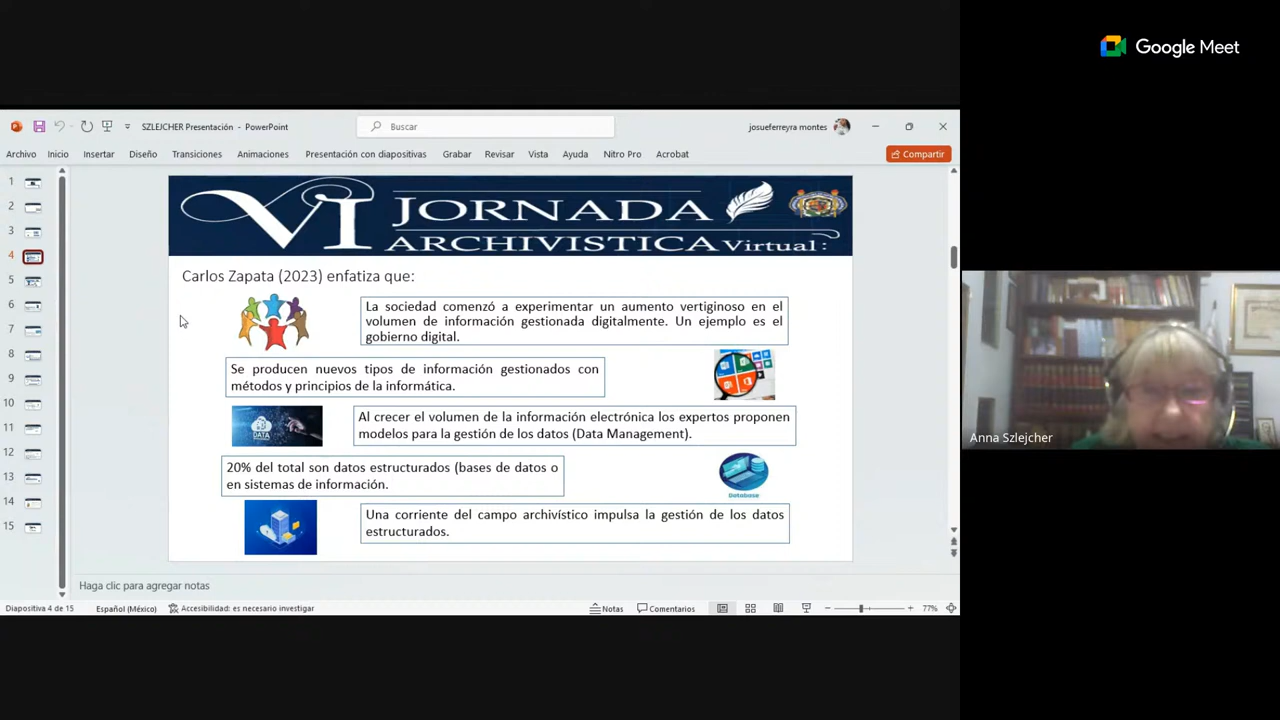 Google Meet
SZLEJCHER Presentación - PowerPoint
Buscar
josueferreyra montes
Archivo Inicio Insertar Diseño Transiciones Animaciones Presentación con diapositivas Grabar Revisar Vista Ayuda Nitro Pro Acrobat
Compartir
1
2
3
4
5
6
7
8
9
10
11
12
13
14
15
VI JORNADA
ARCHIVISTICA Virtual:
Carlos Zapata (2023) enfatiza que:
La sociedad comenzó a experimentar un aumento vertiginoso en el
volumen de información gestionada digitalmente. Un ejemplo es el
gobierno digital.
Se producen nuevos tipos de información gestionados con
métodos y principios de la informática.
DATA
Al crecer el volumen de la información electrónica los expertos proponen
modelos para la gestión de los datos (Data Management).
20% del total son datos estructurados (bases de datos o
en sistemas de información.
Database
Una corriente del campo archivístico impulsa la gestión de los datos
estructurados.
Anna Szlejcher
Haga clic para agregar notas
Diapositiva 4 de 15
Español (México)
Accesibilidad: es necesario investigar
Notas
Comentarios
77%